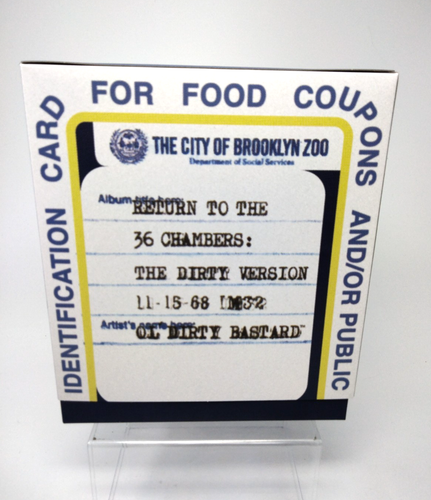 IDENTIFICATION CARD FOR FOOD COUPONS AND/OR PUBLIC
THE CITY OF BROOKLYN ZOO
Department of Social Services
Album title here:
RETURN TO THE
36 CHAMBERS:
THE DIRTY VERSION
11-15-68
Artist's name here:
OL DIRTY BASTARD